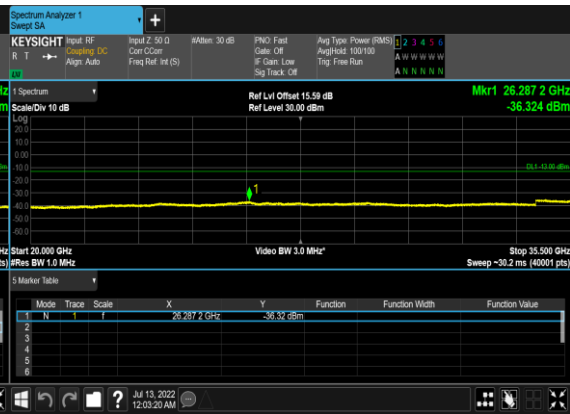 Spectrum Analyzer 1
Swept SA
KEYSIGHT
R T
LW
Input: RF
Coupling: DC
Align: Auto
Input Z: 50 Ω
Corr CCorr
Freq Ref: Int (S)
#Atten: 30 dB
PNO: Fast
Gate: Off
IF Gain: Low
Sig Track: Off
Avg Type: Power (RMS)
Avg|Hold: 100/100
Trig: Free Run
1 2 3 4 5 6
A W W W W W
A N N N N N
1 Spectrum
Scale/Div 10 dB
Ref Lvl Offset 15.59 dB
Ref Level 30.00 dBm
Mkr1 26.287 2 GHz
-36.324 dBm
Log
20.0
10.0
0.00
-10.0
-20.0
-30.0
-40.0
-50.0
-60.0
DL1 -13.00 dBm
1
Start 20.000 GHz
#Res BW 1.0 MHz
Video BW 3.0 MHz*
Stop 35.500 GHz
Sweep ~30.2 ms (40001 pts)
5 Marker Table
Mode Trace Scale X Y Function Function Width Function Value
1 N 1 f 26.287 2 GHz -36.32 dBm
2
3
4
5
6
Jul 13, 2022
12:03:20 AM